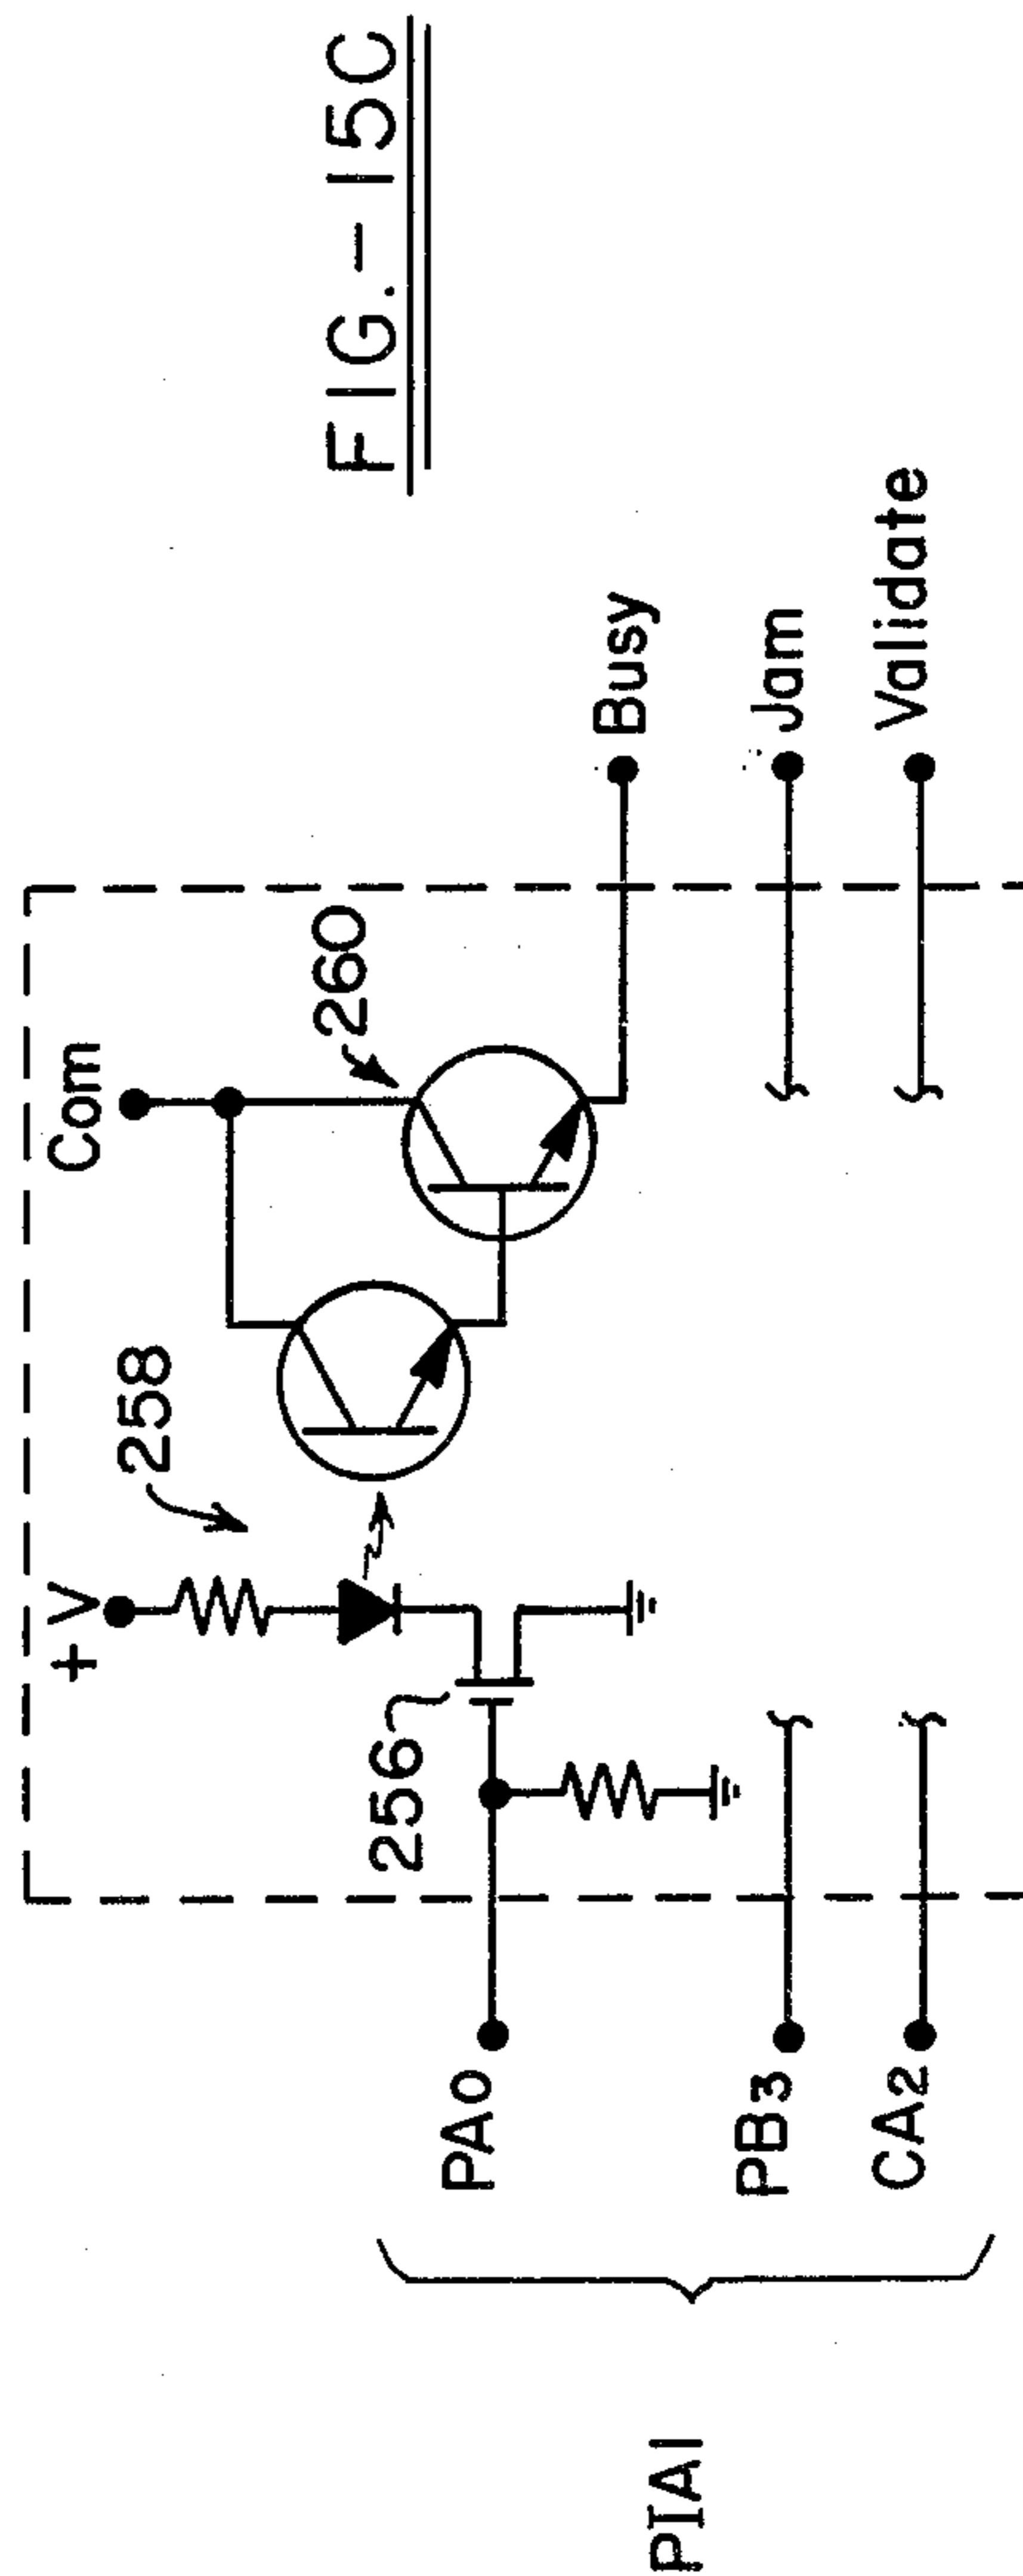 FIG.-15C
+V
258
Com
260
256
PIA1
PA0
PB3
CA2
Busy
Jam
Validate